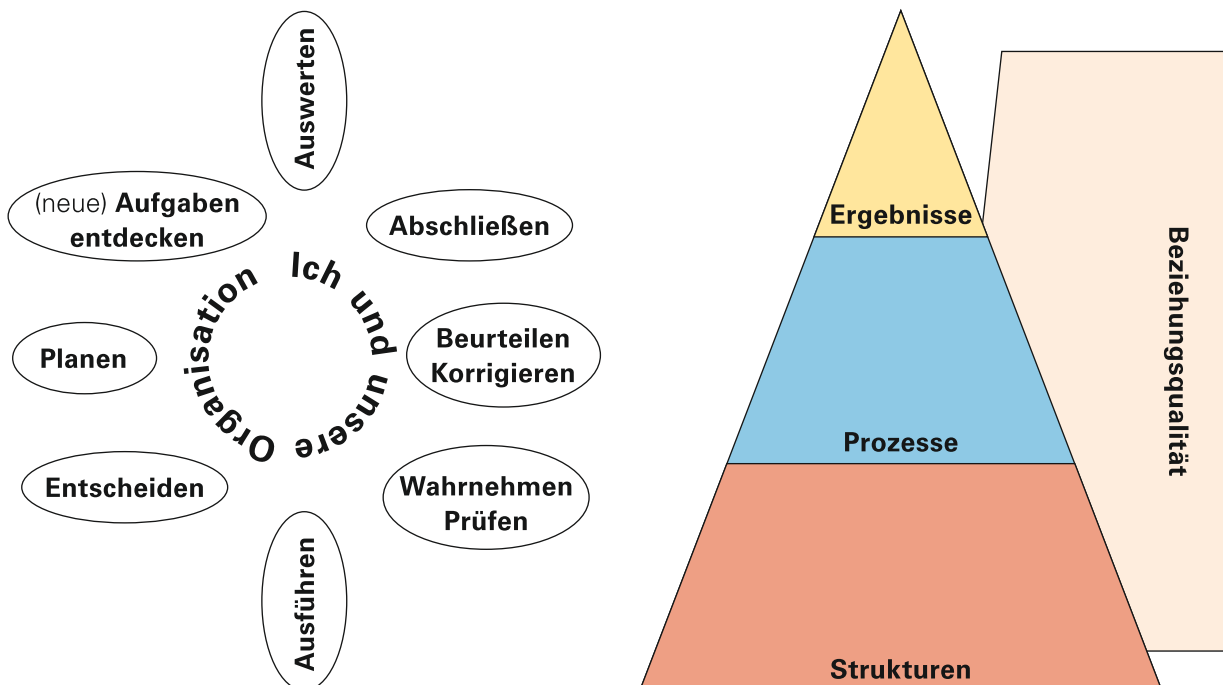 Auswerten
(neue) Aufgaben
entdecken
Abschließen
Ich und unsere Organisation
Planen
Beurteilen
Korrigieren
Entscheiden
Wahrnehmen
Prüfen
Ausführen
Ergebnisse
Prozesse
Strukturen
Beziehungsqualität